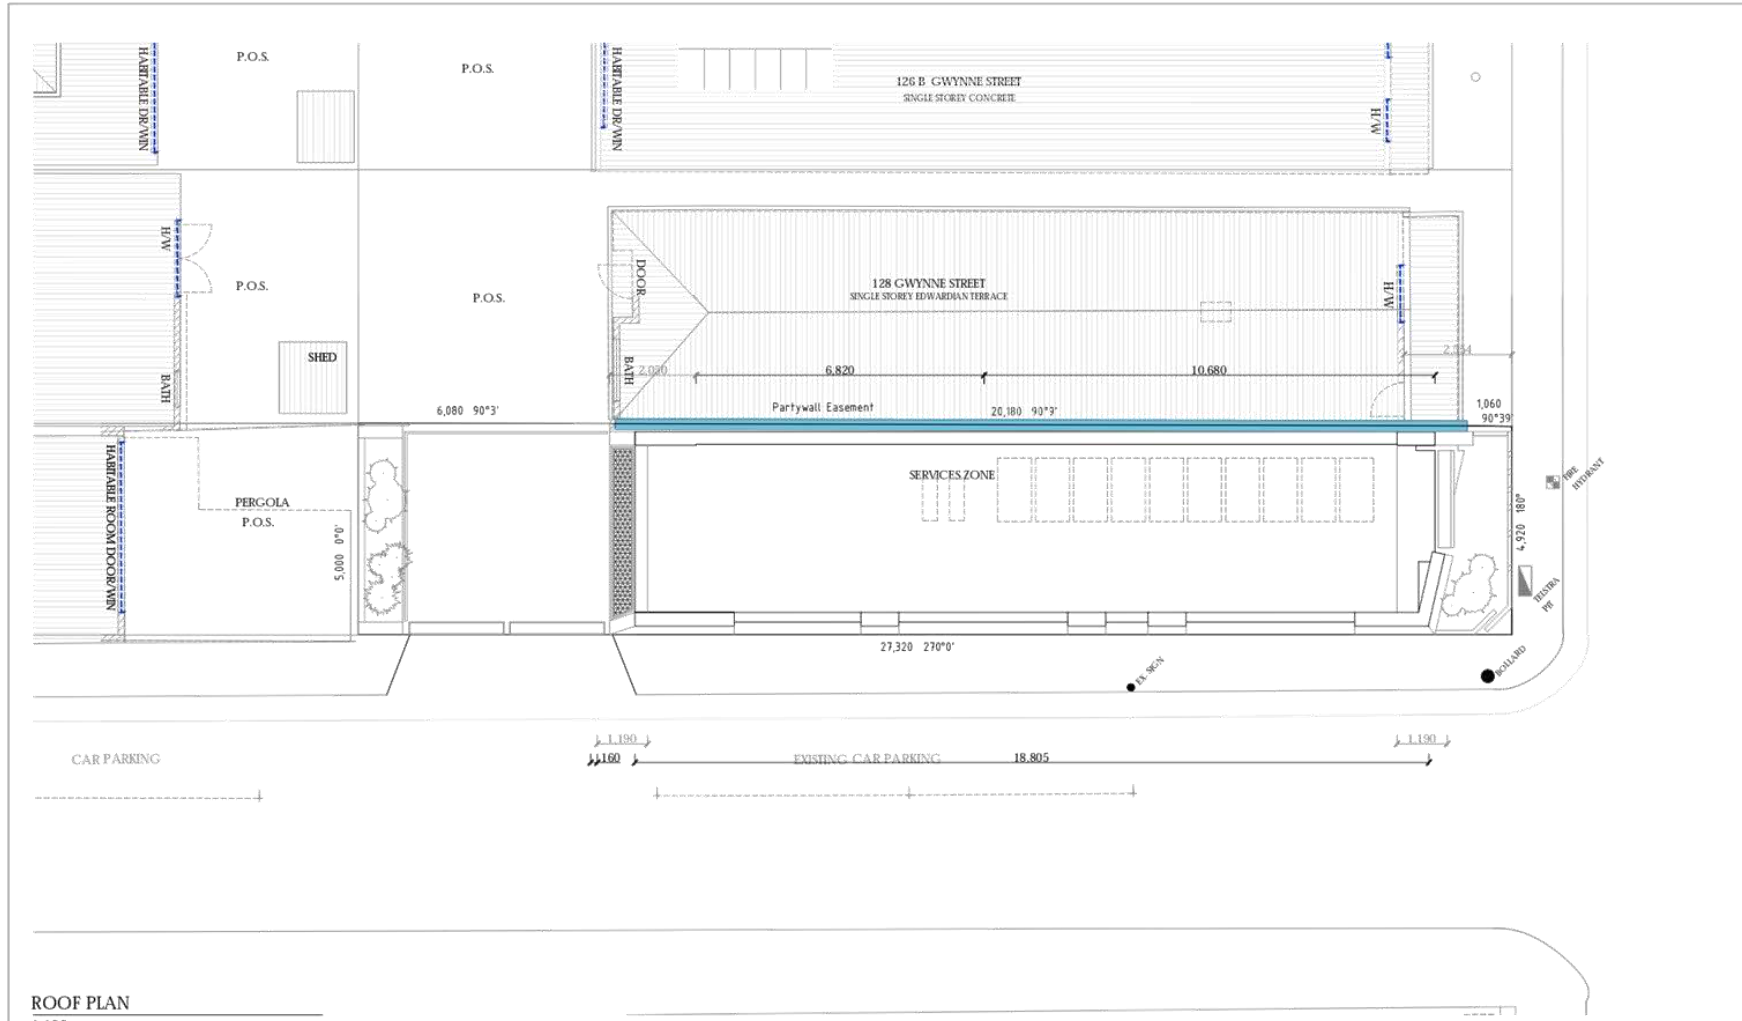 P.O.S.
P.O.S.
HABITABLE DR/WIN
HABITABLE DR/WIN
126 B GWYNNE STREET
SINGLE STOREY CONCRETE
H/W
H/W
P.O.S.
P.O.S.
DOOR
128 GWYNNE STREET
SINGLE STOREY EDWARDIAN TERRACE
H/W
SHED
BATH
BATH
2,030
6,820
10,680
6,080 90°3'
Partywall Easement
20,180 90°9'
1,060
90°39'
HABITABLE ROOM DOOR/WIN
PERGOLA
P.O.S.
5,000 0°0'
SERVICES ZONE
4,920 180°
FIRE
HYDRANT
TELSTRA
PIT
27,320 270°0'
EX-SIGN
BOLLARD
1,190
1,190
CAR PARKING
160
EXISTING CAR PARKING
18.805
ROOF PLAN